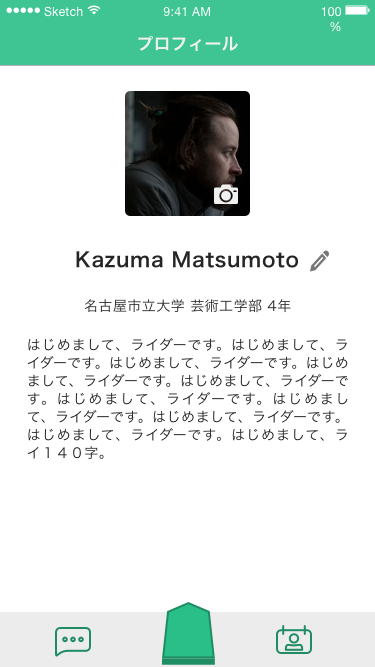 Sketch 9:41 AM 100
%
プロフィール
Kazuma Matsumoto
名古屋市立大学 芸術工学部 4年
はじめまして、ライダーです。はじめまして、ラ
イダーです。はじめまして、ライダーです。はじめ
まして、ライダーです。はじめまして、ライダーで
す。はじめまして、ライダーです。はじめまし
て、ライダーです。はじめまして、ライダーです。
はじめまして、ライダーです。はじめまして、ラ
イ１４０字。